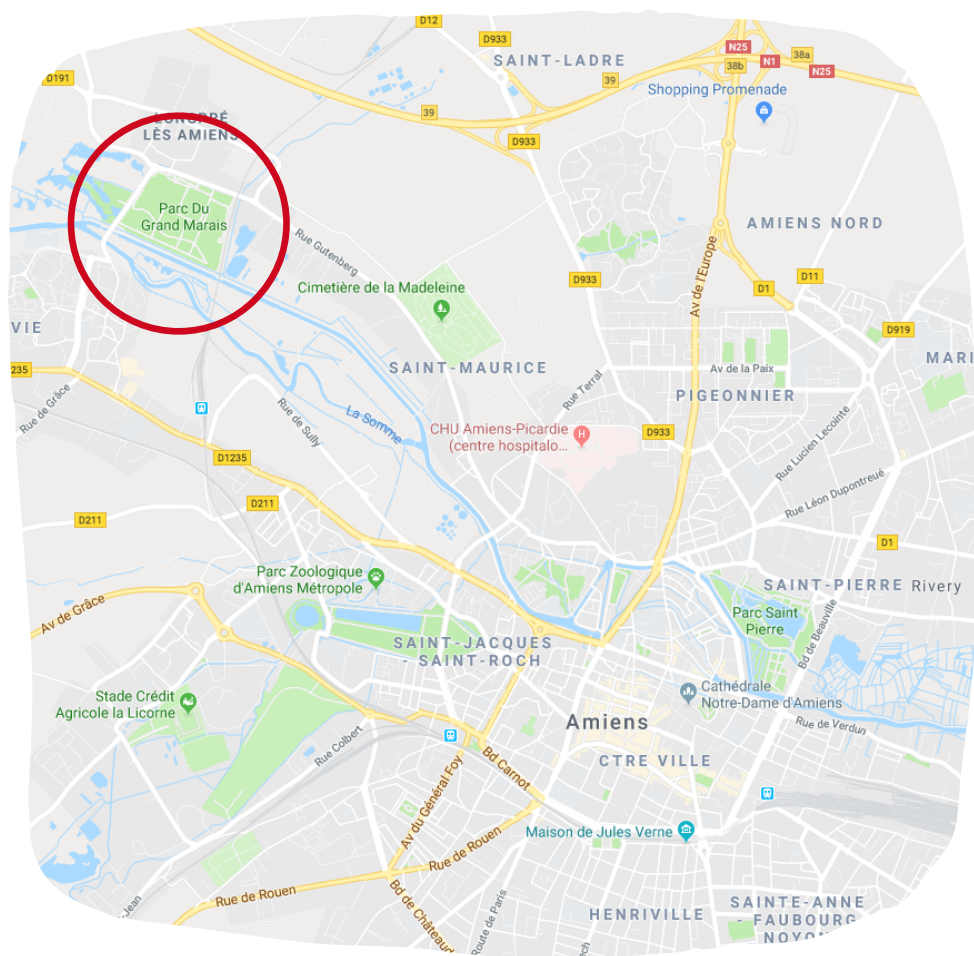 D12
D933
N25
38a
SAINT-LADRE
38b
N1
N25
D191
39
Shopping Promenade
39
LONGPRÉ
LÈS AMIENS
D933
Parc Du
Grand Marais
AMIENS NORD
Rue Gutenberg
Av de l'Europe
D933
D11
D1
Cimetière de la Madeleine
VIE
D919
MARI
SAINT-MAURICE
235
Av de la Paix
Rue de Grâce
Rue Terral
PIGEONNIER
Rue de Sully
La Somme
CHU Amiens-Picardie
(centre hospitalo...
D933
Rue Lucien Lecointe
D1235
D211
Rue Léon Dupontreué
D211
D1
Parc Zoologique
d'Amiens Métropole
SAINT-PIERRE
Rivery
Av de Grâce
Parc Saint
Pierre
Bd de Beauville
SAINT-JACQUES
- SAINT-ROCH
Stade Crédit
Agricole la Licorne
Cathédrale
Notre-Dame d'Amiens
Amiens
Rue de Verdun
Rue Colbert
CTRE VILLE
Bd Carnot
Av du Général Foy
Maison de Jules Verne
Rue de Rouen
Rue de Rouen
-Jean
Bd de Châteaud
Route de Paris
HENRIVILLE
SAINTE-ANNE
- FAUBOURG
NOYON
ech